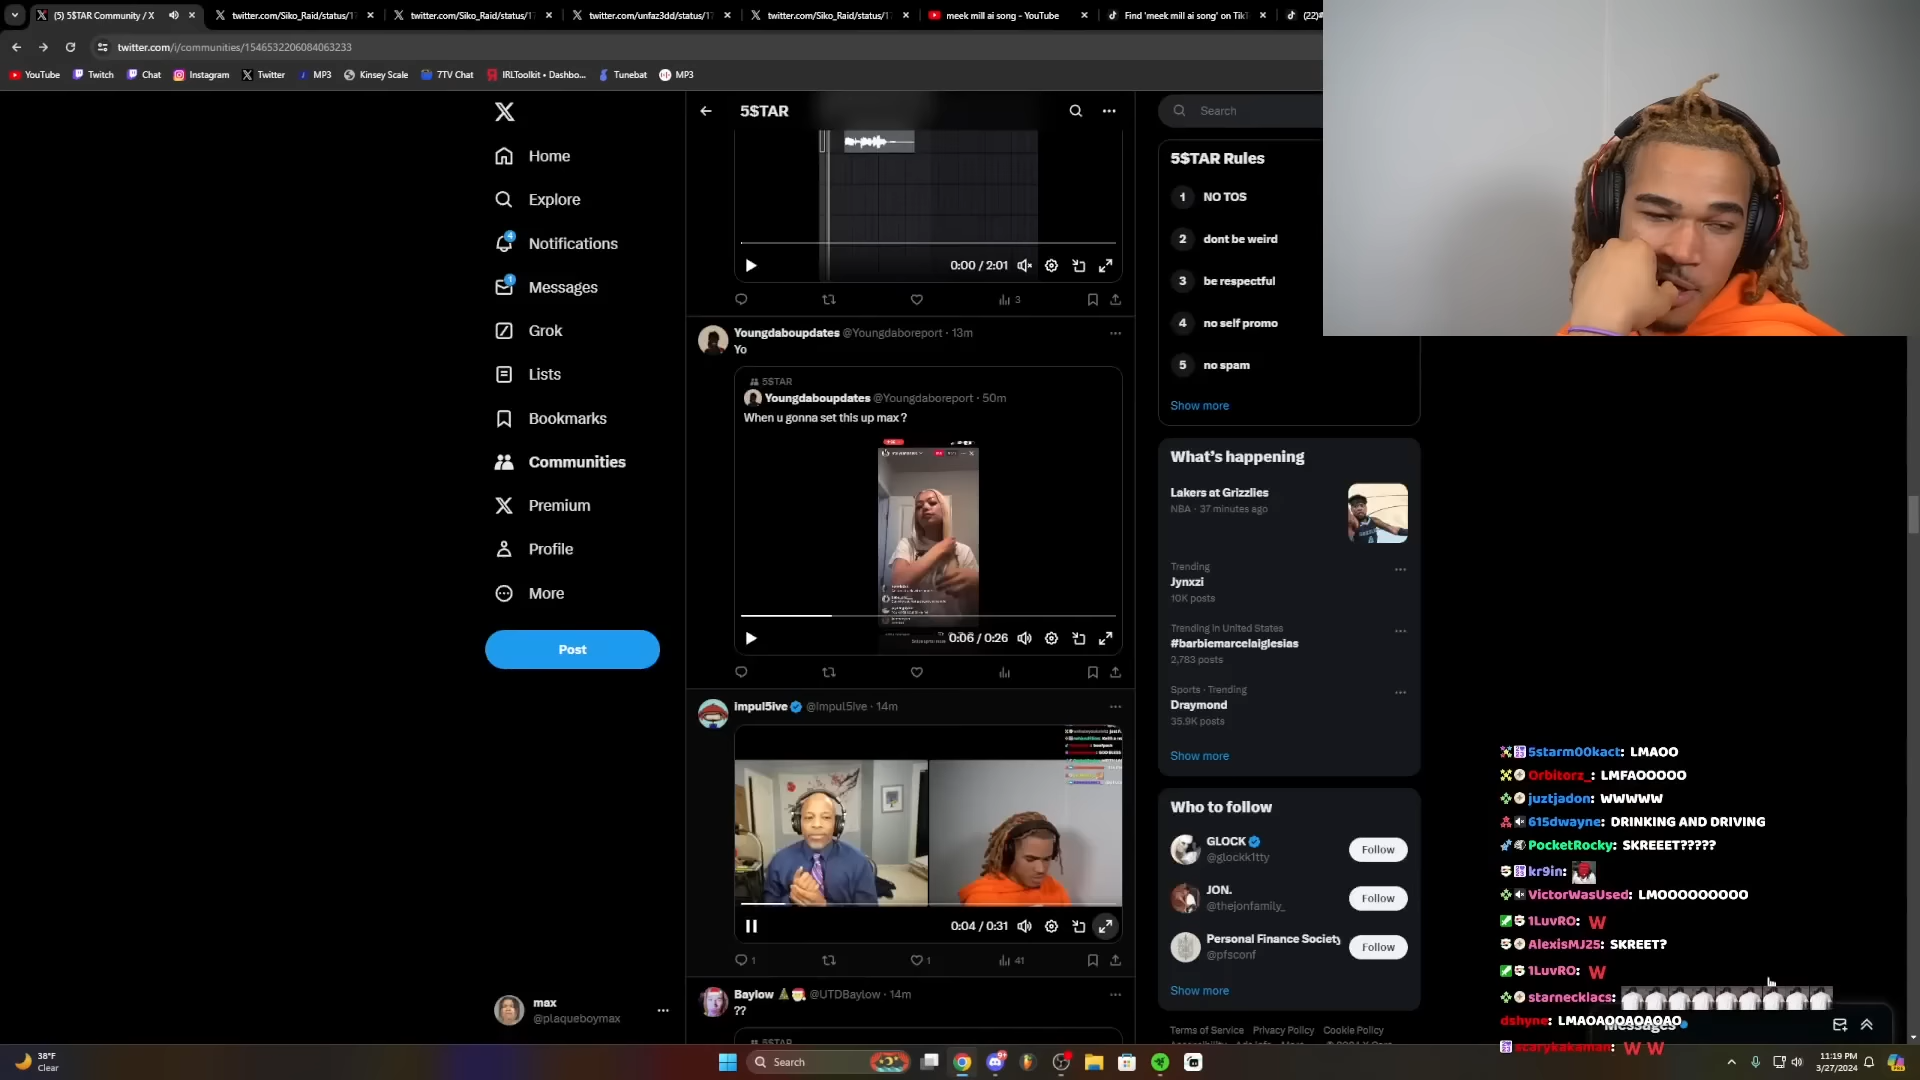 (5) 5$TAR Community / X
twitter.com/Siko_Raid/status/1
twitter.com/Siko_Raid/status/1
twitter.com/unfaz3dd/status/1
twitter.com/Siko_Raid/status/1
meek mill ai song - YouTube
Find 'meek mill ai song' on Tik
twitter.com/i/communities/1546532206084063233
YouTube
Twitch
Chat
Instagram
Twitter
MP3
Kinsey Scale
7TV Chat
IRLToolkit • Dashbo...
Tunebat
MP3
Home
Explore
4
Notifications
1
Messages
Grok
Lists
Bookmarks
Communities
Premium
Profile
More
Post
max
@plaqueboymax
5$TAR
0:00 / 2:01
3
Youngdaboupdates @Youngdaboreport · 13m
Yo
5$TAR
Youngdaboupdates @Youngdaboreport · 50m
When u gonna set this up max ?
0:06 / 0:26
impul5ive @impul5ive · 14m
0:04 / 0:31
1
1
41
Baylow @UTDBaylow · 14m
??
5$TAR
Search
5$TAR Rules
1 NO TOS
2 dont be weird
3 be respectful
4 no self promo
5 no spam
Show more
What's happening
Lakers at Grizzlies
NBA · 37 minutes ago
Trending
Jynxzi
10K posts
Trending in United States
#barbiemarcelaiglesias
2,783 posts
Sports · Trending
Draymond
35.9K posts
Show more
Who to follow
GLOCK
@glockk1tty
Follow
JON.
@thejonfamily_
Follow
Personal Finance Society
@pfsconf
Follow
Show more
Terms of Service Privacy Policy Cookie Policy
5starm00kact: LMAOO
Orbitorz_: LMFAOOOOO
juztjadon: WWWWW
615dwayne: DRINKING AND DRIVING
PocketRocky: SKREEET?????
kr9in:
VictorWasUsed: LMOOOOOOOOO
1LuvRO: W
AlexisMJ25: SKREET?
1LuvRO: W
starnecklacs:
dshyne: LMAOAOOAOAOAO
Messages
scarykakaman: W W
38°F
Clear
Search
11:19 PM
3/27/2024